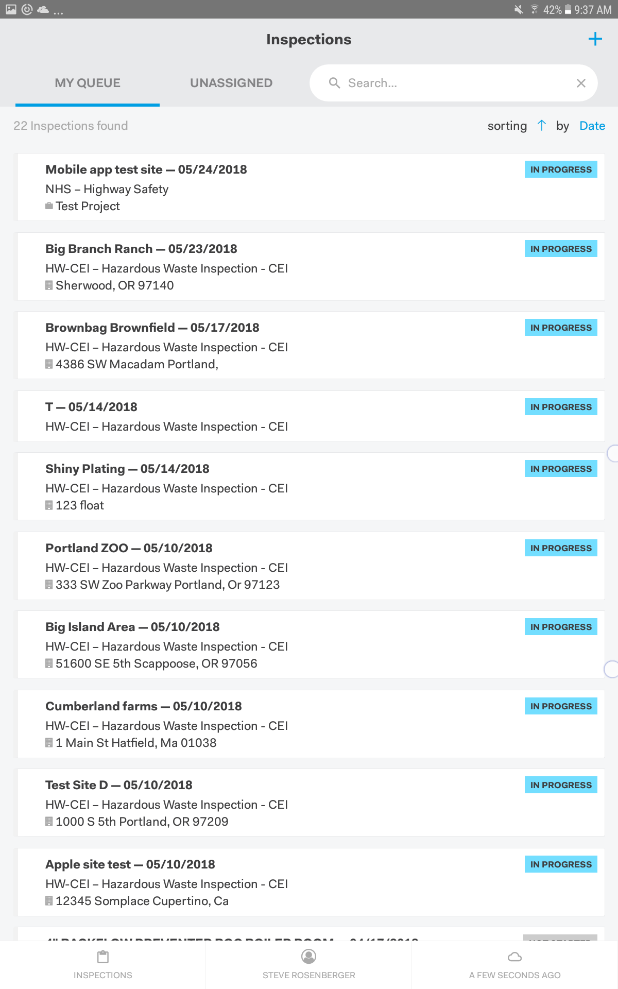 ... 42% 9:37 AM
Inspections +
MY QUEUE UNASSIGNED Search...
22 Inspections found sorting ↑ by Date
Mobile app test site — 05/24/2018 IN PROGRESS
NHS – Highway Safety
Test Project
Big Branch Ranch — 05/23/2018 IN PROGRESS
HW-CEI – Hazardous Waste Inspection - CEI
Sherwood, OR 97140
Brownbag Brownfield — 05/17/2018 IN PROGRESS
HW-CEI – Hazardous Waste Inspection - CEI
4386 SW Macadam Portland,
T — 05/14/2018 IN PROGRESS
HW-CEI – Hazardous Waste Inspection - CEI
Shiny Plating — 05/14/2018 IN PROGRESS
HW-CEI – Hazardous Waste Inspection - CEI
123 float
Portland ZOO — 05/10/2018 IN PROGRESS
HW-CEI – Hazardous Waste Inspection - CEI
333 SW Zoo Parkway Portland, Or 97123
Big Island Area — 05/10/2018 IN PROGRESS
HW-CEI – Hazardous Waste Inspection - CEI
51600 SE 5th Scappoose, OR 97056
Cumberland farms — 05/10/2018 IN PROGRESS
HW-CEI – Hazardous Waste Inspection - CEI
1 Main St Hatfield, Ma 01038
Test Site D — 05/10/2018 IN PROGRESS
HW-CEI – Hazardous Waste Inspection - CEI
1000 S 5th Portland, OR 97209
Apple site test — 05/10/2018 IN PROGRESS
HW-CEI – Hazardous Waste Inspection - CEI
12345 Somplace Cupertino, Ca
INSPECTIONS STEVE ROSENBERGER A FEW SECONDS AGO